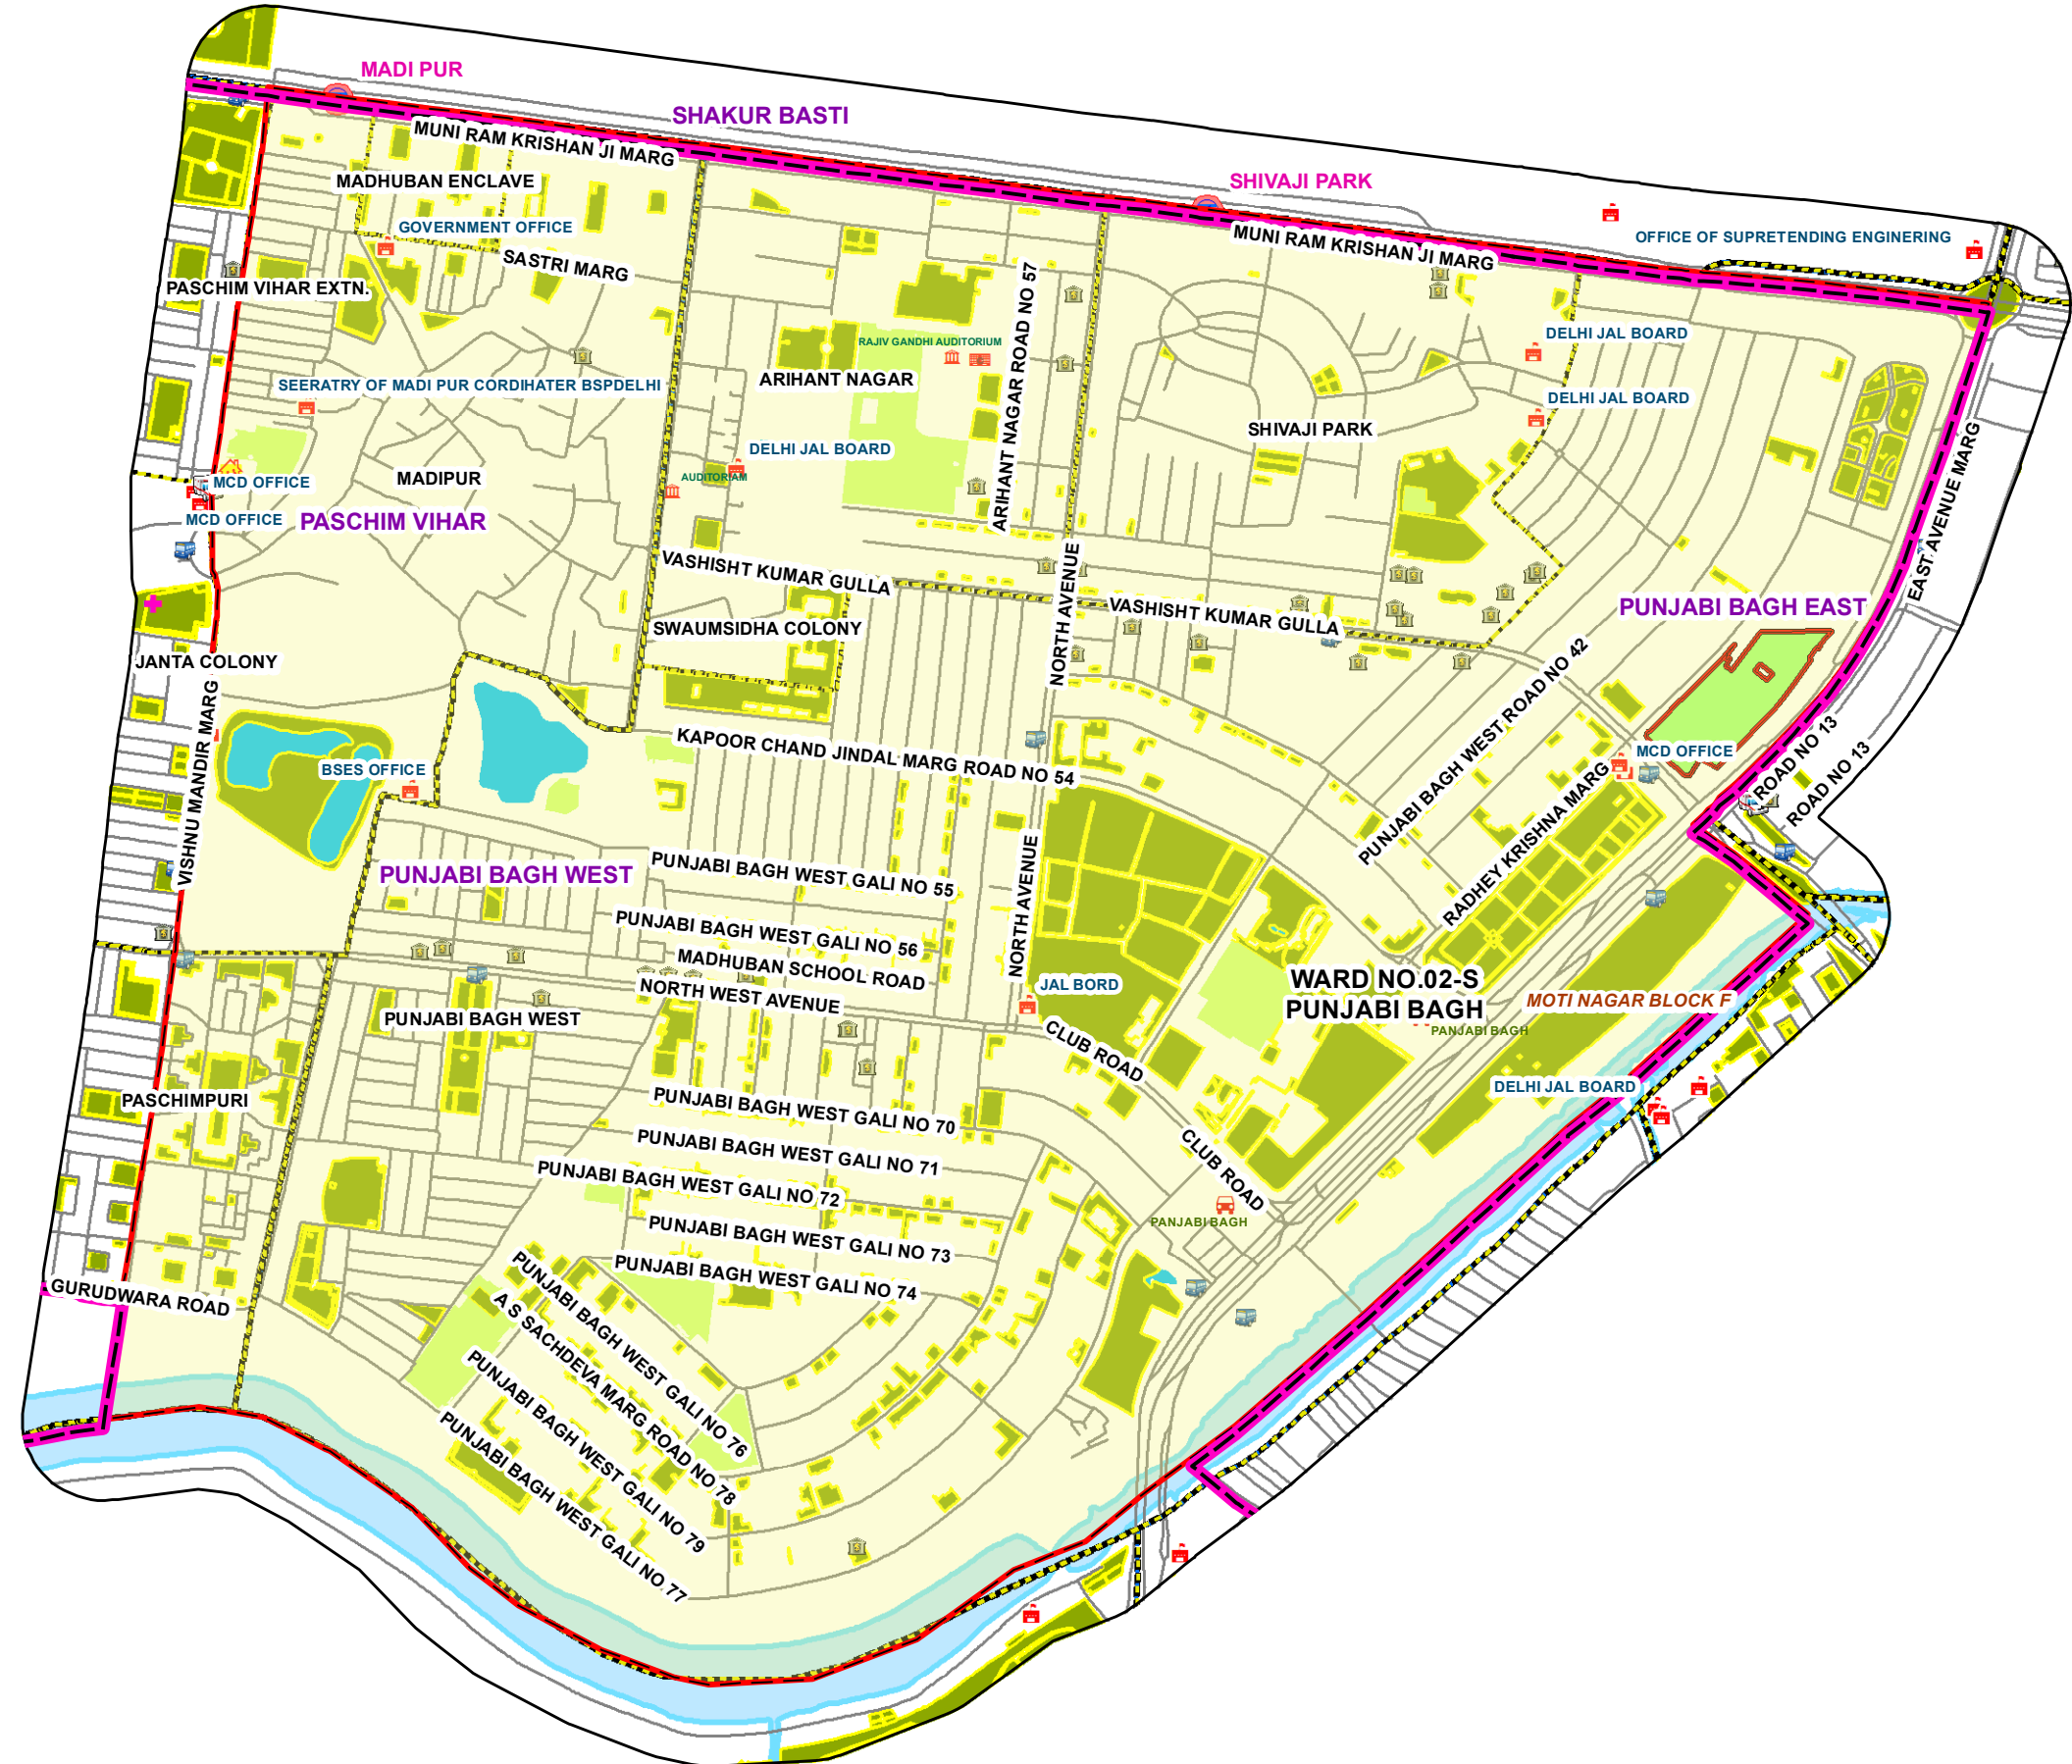 MADI PUR
SHAKUR BASTI
MUNI RAM KRISHAN JI MARG
MADHUBAN ENCLAVE
SHIVAJI PARK
GOVERNMENT OFFICE
SASTRI MARG
MUNI RAM KRISHAN JI MARG
OFFICE OF SUPRETENDING ENGINERING
PASCHIM VIHAR EXTN.
ARIHANT NAGAR ROAD NO 57
RAJIV GANDHI AUDITORIUM
DELHI JAL BOARD
SEERATRY OF MADI PUR CORDIHATER BSPDELHI
ARIHANT NAGAR
DELHI JAL BOARD
SHIVAJI PARK
DELHI JAL BOARD
AUDITORIAM
MADIPUR
MCD OFFICE
MCD OFFICE
PASCHIM VIHAR
EAST AVENUE MARG
VASHISHT KUMAR GULLA
NORTH AVENUE
VASHISHT KUMAR GULLA
PUNJABI BAGH EAST
SWAUMSIDHA COLONY
JANTA COLONY
VISHNU MANDIR MARG
PUNJABI BAGH WEST ROAD NO 42
KAPOOR CHAND JINDAL MARG ROAD NO 54
MCD OFFICE
ROAD NO 13
ROAD NO 13
BSES OFFICE
RADHEY KRISHNA MARG
PUNJABI BAGH WEST
PUNJABI BAGH WEST GALI NO 55
NORTH AVENUE
PUNJABI BAGH WEST GALI NO 56
MADHUBAN SCHOOL ROAD
NORTH WEST AVENUE
JAL BORD
WARD NO.02-S
PUNJABI BAGH
MOTI NAGAR BLOCK F
PUNJABI BAGH WEST
PANJABI BAGH
CLUB ROAD
DELHI JAL BOARD
PASCHIMPURI
PUNJABI BAGH WEST GALI NO 70
PUNJABI BAGH WEST GALI NO 71
CLUB ROAD
PUNJABI BAGH WEST GALI NO 72
PANJABI BAGH
PUNJABI BAGH WEST GALI NO 73
PUNJABI BAGH WEST GALI NO 74
GURUDWARA ROAD
PUNJABI BAGH WEST GALI NO 76
A S SACHDEVA MARG ROAD NO 78
PUNJABI BAGH WEST GALI NO 79
PUNJABI BAGH WEST GALI NO 77